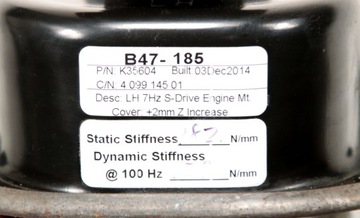 B47- 185
P/N: K35604 Built: 03Dec2014
C/N: 4 099 145 01
Desc: LH 7Hz S-Drive Engine Mt
Cover: +2mm Z Increase
Static Stiffness N/mm
Dynamic Stiffness
@ 100 Hz N/mm